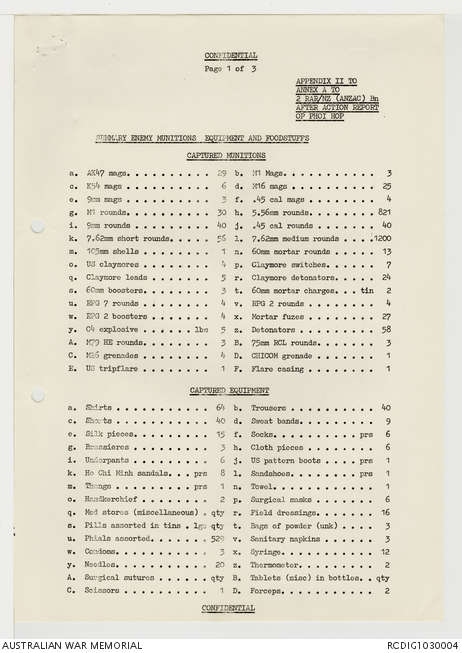 CONFIDENTIAL
Page 1 of 3
APPENDIX II TO
ANNEX A TO
2 RAR/NZ (ANZAC) Bn
AFTER ACTION REPORT
OP PHOI HOP
SUMMARY ENEMY MUNITIONS EQUIPMENT AND FOODSTUFFS
CAPTURED MUNITIONS
a. AK47 mags. . . . . . . . . . 29 b. M1 Mags. . . . . . . . . . . . 3
c. K54 mags . . . . . . . . . . 6 d. M16 mags . . . . . . . . . . . 25
e. 9mm mags . . . . . . . . . . 3 f. .45 cal mags . . . . . . . . . 4
g. M1 rounds. . . . . . . . . . 30 h. 5.56mm rounds. . . . . . . . . 821
i. 9mm rounds . . . . . . . . . 40 j. .45 cal rounds . . . . . . . . 40
k. 7.62mm short rounds. . . . . 56 l. 7.62mm medium rounds . . . . .1200
m. 105mm shells . . . . . . . . 1 n. 60mm mortar rounds . . . . . . 13
o. US claymores . . . . . . . . 4 p. Claymore switches. . . . . . . 7
q. Claymore leads . . . . . . . 5 r. Claymore detonators. . . . . . 24
s. 60mm boosters. . . . . . . . 3 t. 60mm mortar charges. . . tin 2
u. RPG 7 rounds . . . . . . . . 4 v. RPG 2 rounds . . . . . . . . . 4
w. RPG 2 boosters . . . . . . . 4 x. Mortar fuzes . . . . . . . . . 27
y. C4 explosive . . . . . . .lbs 5 z. Detonators . . . . . . . . . . 58
A. M79 HE rounds. . . . . . . . 3 B. 75mm RCL rounds. . . . . . . . 3
C. M26 grenades . . . . . . . . 4 D. CHICOM grenade . . . . . . . . 1
E. US tripflare . . . . . . . . 1 F. Flare casing . . . . . . . . . 1
CAPTURED EQUIPMENT
a. Shirts . . . . . . . . . . . 64 b. Trousers . . . . . . . . . . . 40
c. Shorts . . . . . . . . . . . 40 d. Sweat bands. . . . . . . . . . 9
e. Silk pieces. . . . . . . . . 15 f. Socks. . . . . . . . . . . prs 6
g. Brassieres . . . . . . . . . 3 h. Cloth pieces . . . . . . . . . 6
i. Underpants . . . . . . . . . 6 j. US pattern boots . . . . . prs 1
k. Ho Chi Minh sandals. . . prs 8 l. Sandshoes. . . . . . . . . prs 1
m. Thongs . . . . . . . . . prs 1 n. Towel. . . . . . . . . . . . . 1
o. Handkerchief . . . . . . . . 2 p. Surgical masks . . . . . . . . 6
q. Med stores (miscellaneous) . qty r. Field dressings. . . . . . . . 16
s. Pills assorted in tins . lge qty t. Bags of powder (unk) . . . . . 3
u. Phials assorted. . . . . . . 529 v. Sanitary napkins . . . . . . . 3
w. Condoms. . . . . . . . . . . 3 x. Syringe. . . . . . . . . . . . 12
y. Needles. . . . . . . . . . . 20 z. Thermometer. . . . . . . . . . 2
A. Surgical sutures . . . . . . qty B. Tablets (misc) in bottles. . qty
C. Scissors . . . . . . . . . . 1 D. Forceps. . . . . . . . . . . . 2
CONFIDENTIAL
AUSTRALIAN WAR MEMORIAL
RCDIG1030004